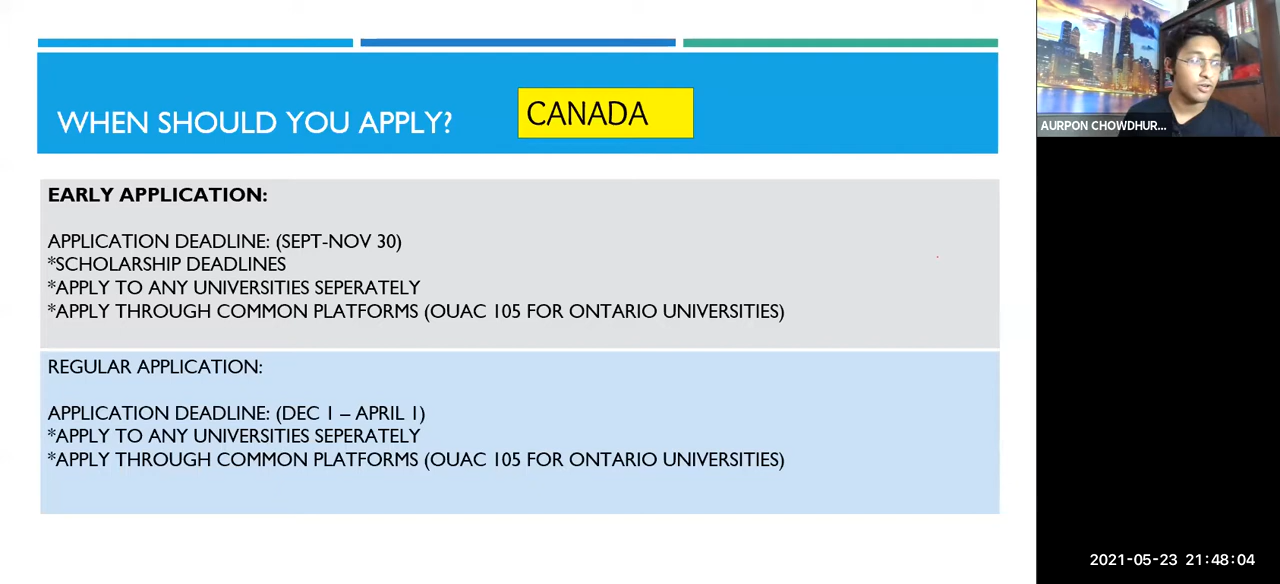 WHEN SHOULD YOU APPLY?
CANADA
EARLY APPLICATION:
APPLICATION DEADLINE: (SEPT-NOV 30)
*SCHOLARSHIP DEADLINES
*APPLY TO ANY UNIVERSITIES SEPERATELY
*APPLY THROUGH COMMON PLATFORMS (OUAC 105 FOR ONTARIO UNIVERSITIES)
REGULAR APPLICATION:
APPLICATION DEADLINE: (DEC 1 – APRIL 1)
*APPLY TO ANY UNIVERSITIES SEPERATELY
*APPLY THROUGH COMMON PLATFORMS (OUAC 105 FOR ONTARIO UNIVERSITIES)
AURPON CHOWDHUR...
2021-05-23 21:48:04